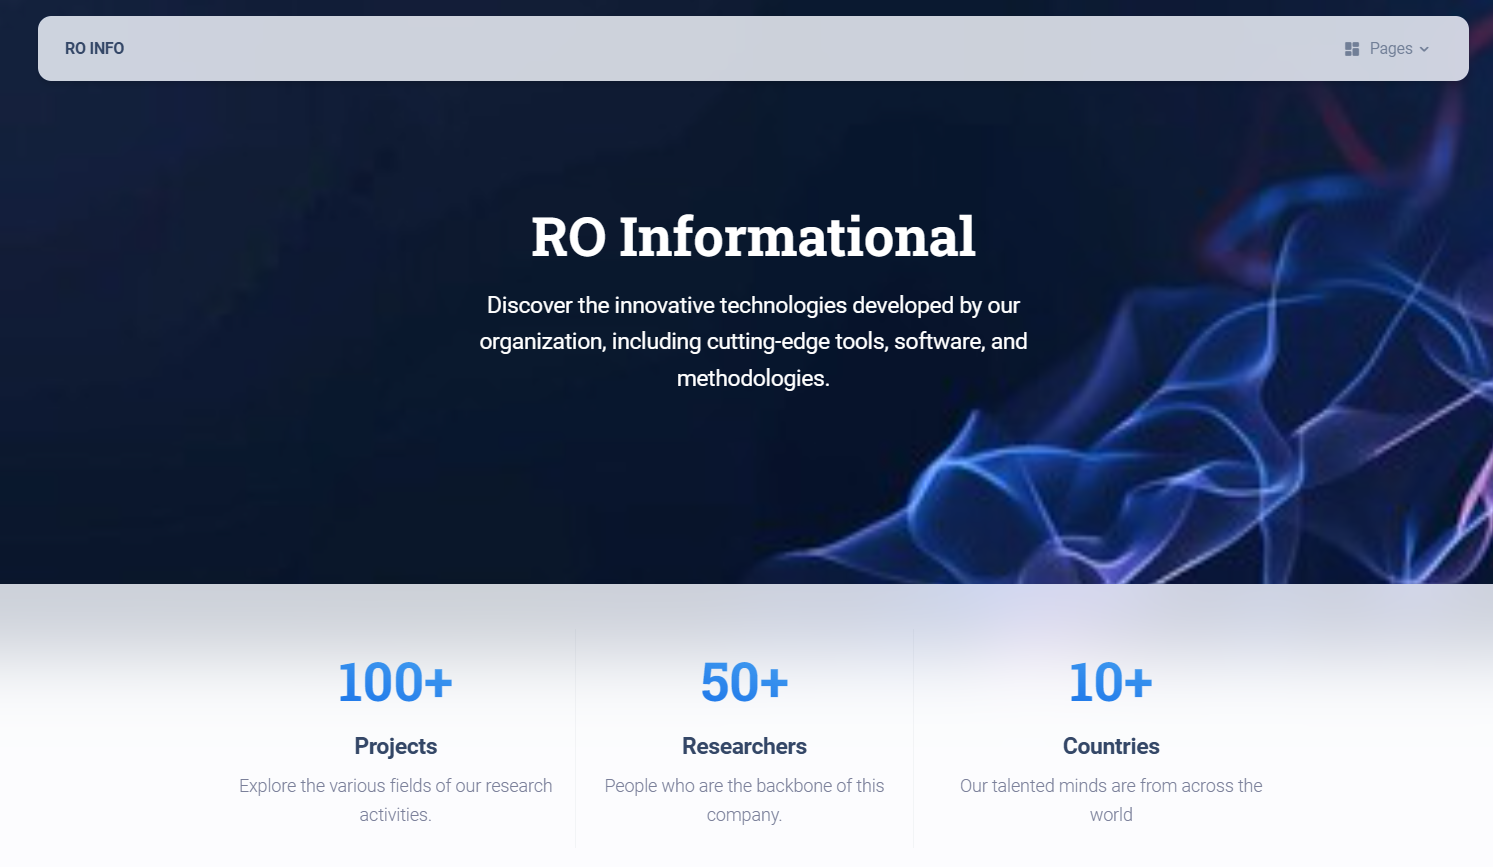 RO INFO
Pages
RO Informational
Discover the innovative technologies developed by our
organization, including cutting-edge tools, software, and
methodologies.
100+
50+
10+
Projects
Researchers
Countries
Explore the various fields of our research
activities.
People who are the backbone of this
company.
Our talented minds are from across the
world